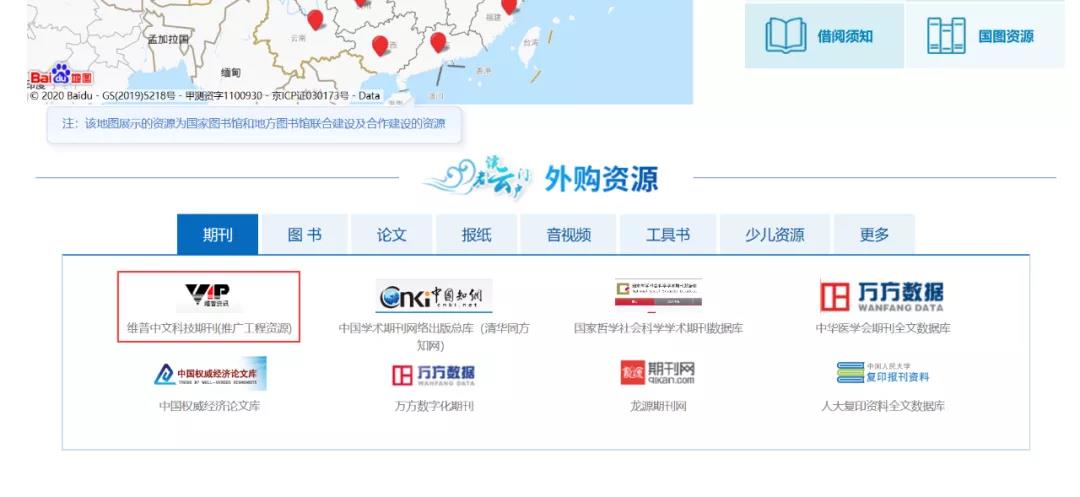 云南
福建
台湾
孟加拉国
缅甸
香港
海南
Bai 地图
© 2020 Baidu - GS(2019)5218号 - 甲测资字1100930 - 京ICP证030173号 - Data
注：该地图展示的资源为国家图书馆和地方图书馆联合建设及合作建设的资源
借阅须知
国图资源
读者云门户
外购资源
期刊
图书
论文
报纸
音视频
工具书
少儿资源
更多
VIP
维普资讯
维普中文科技期刊(推广工程资源)
Cnki 中国知网
cnki.net
中国学术期刊网络出版总库（清华同方
知网）
国家哲学社会科学学术期刊数据库
万方数据
WANFANG DATA
中华医学会期刊全文数据库
中国权威经济论文库
中国权威经济论文库
万方数据
WANFANG DATA
万方数字化期刊
龙源 期刊网
qikan.com
龙源期刊网
中国人民大学
复印报刊资料
人大复印资料全文数据库